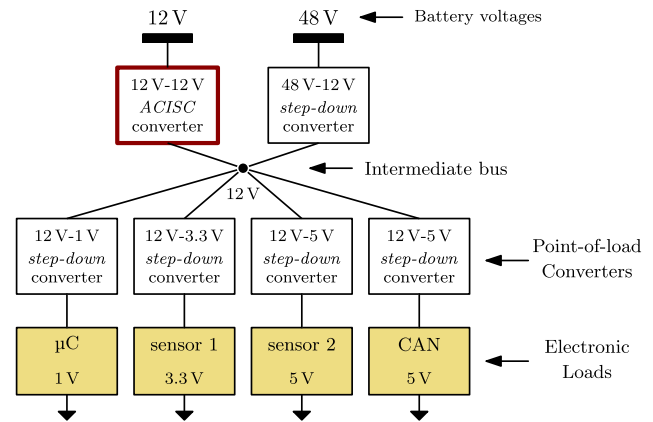 12 V
48 V
Battery voltages
12 V-12 V
ACISC
converter
48 V-12 V
step-down
converter
Intermediate bus
12 V
12 V-1 V
step-down
converter
12 V-3.3 V
step-down
converter
12 V-5 V
step-down
converter
12 V-5 V
step-down
converter
Point-of-load
Converters
µC
1 V
sensor 1
3.3 V
sensor 2
5 V
CAN
5 V
Electronic
Loads